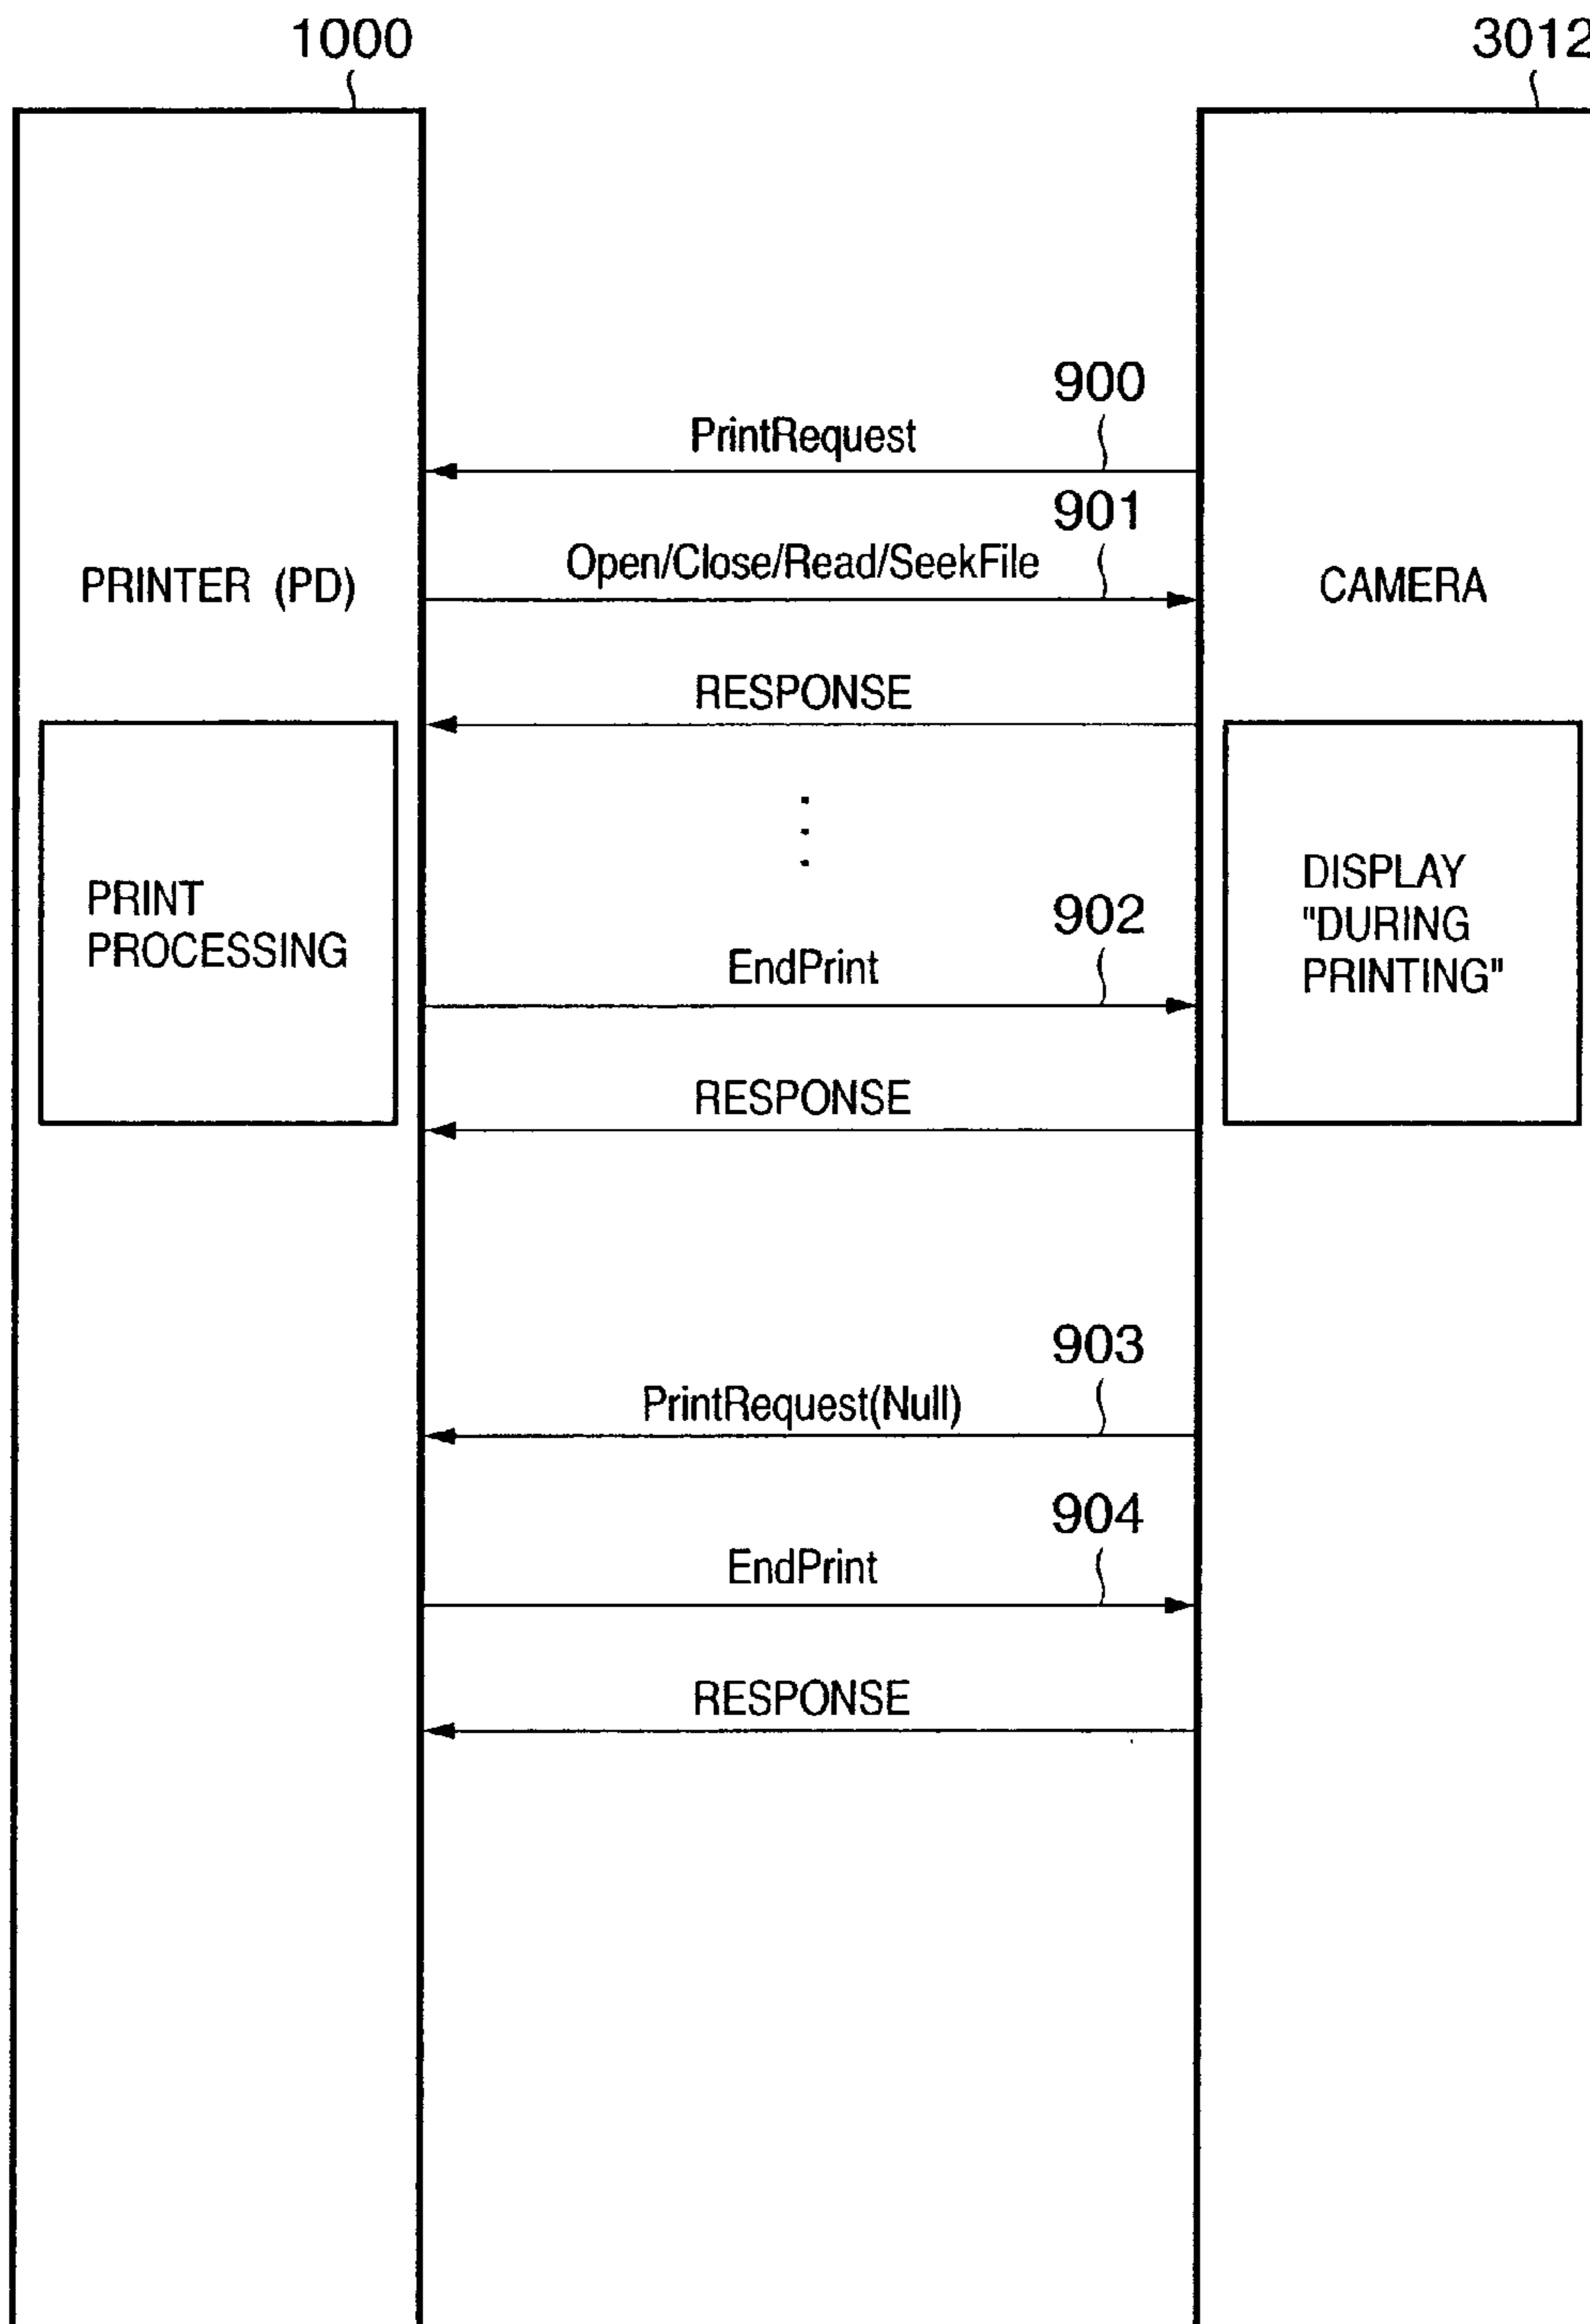 1000
3012
900
PrintRequest
901
Open/Close/Read/SeekFile
PRINTER (PD)
CAMERA
RESPONSE
PRINT
PROCESSING
DISPLAY
"DURING
PRINTING"
902
EndPrint
RESPONSE
903
PrintRequest(Null)
904
EndPrint
RESPONSE